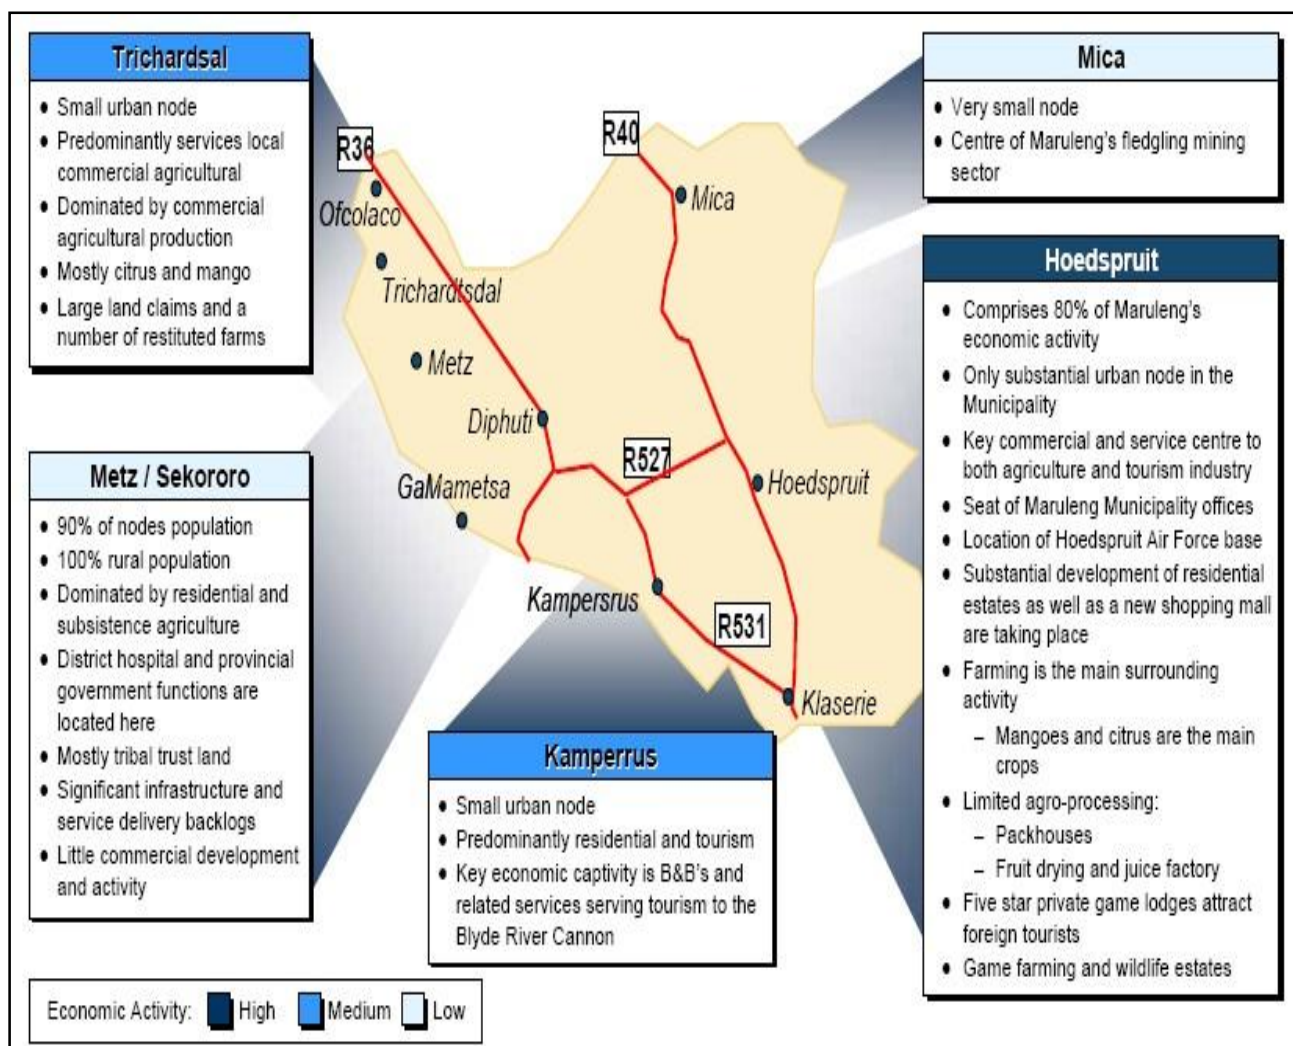 Trichardsal
• Small urban node
• Predominantly services local
commercial agricultural
• Dominated by commercial
agricultural production
• Mostly citrus and mango
• Large land claims and a
number of restituted farms
Metz / Sekororo
• 90% of nodes population
• 100% rural population
• Dominated by residential and
subsistence agriculture
• District hospital and provincial
government functions are
located here
• Mostly tribal trust land
• Significant infrastructure and
service delivery backlogs
• Little commercial development
and activity
R36
R40
Ofcolaco
Mica
Trichardtsdal
Metz
Diphuti
R527
GaMametsa
Hoedspruit
Kampersrus
R531
Klaserie
Kamperrus
• Small urban node
• Predominantly residential and tourism
• Key economic captivity is B&B's and
related services serving tourism to the
Blyde River Cannon
Mica
• Very small node
• Centre of Maruleng's fledgling mining
sector
Hoedspruit
• Comprises 80% of Maruleng's
economic activity
• Only substantial urban node in the
Municipality
• Key commercial and service centre to
both agriculture and tourism industry
• Seat of Maruleng Municipality offices
• Location of Hoedspruit Air Force base
• Substantial development of residential
estates as well as a new shopping mall
are taking place
• Farming is the main surrounding
activity
– Mangoes and citrus are the main
crops
• Limited agro-processing:
– Packhouses
– Fruit drying and juice factory
• Five star private game lodges attract
foreign tourists
• Game farming and wildlife estates
Economic Activity: High Medium Low